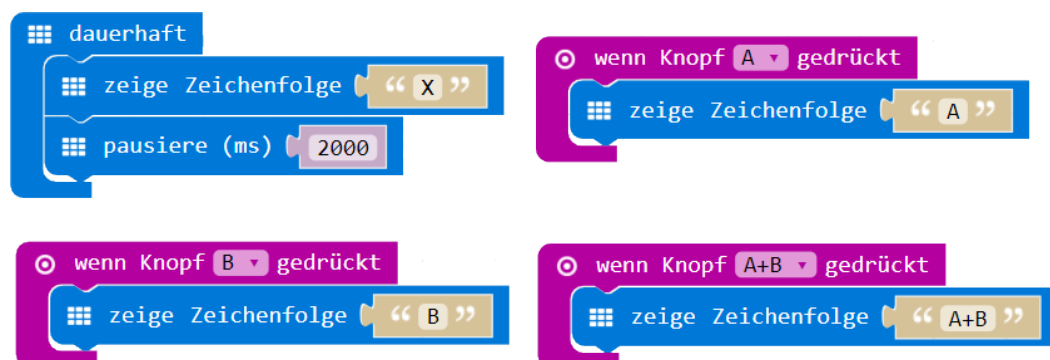 dauerhaft
zeige Zeichenfolge “ X ”
pausiere (ms) 2000
wenn Knopf A gedrückt
zeige Zeichenfolge “ A ”
wenn Knopf B gedrückt
zeige Zeichenfolge “ B ”
wenn Knopf A+B gedrückt
zeige Zeichenfolge “ A+B ”